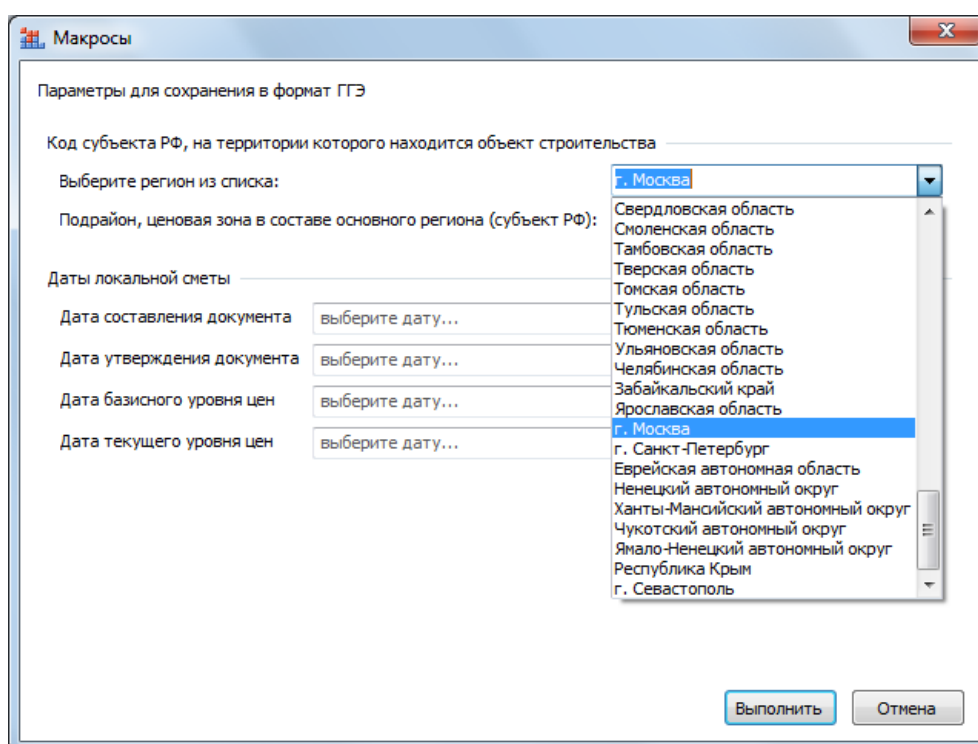 Макросы
Параметры для сохранения в формат ГГЭ
Код субъекта РФ, на территории которого находится объект строительства
Выберите регион из списка:
г. Москва
Подрайон, ценовая зона в составе основного региона (субъект РФ):
Свердловская область
Смоленская область
Тамбовская область
Тверская область
Томская область
Тульская область
Тюменская область
Ульяновская область
Челябинская область
Забайкальский край
Ярославская область
г. Москва
г. Санкт-Петербург
Еврейская автономная область
Ненецкий автономный округ
Ханты-Мансийский автономный округ
Чукотский автономный округ
Ямало-Ненецкий автономный округ
Республика Крым
г. Севастополь
Даты локальной сметы
Дата составления документа
выберите дату...
Дата утверждения документа
выберите дату...
Дата базисного уровня цен
выберите дату...
Дата текущего уровня цен
выберите дату...
Выполнить
Отмена